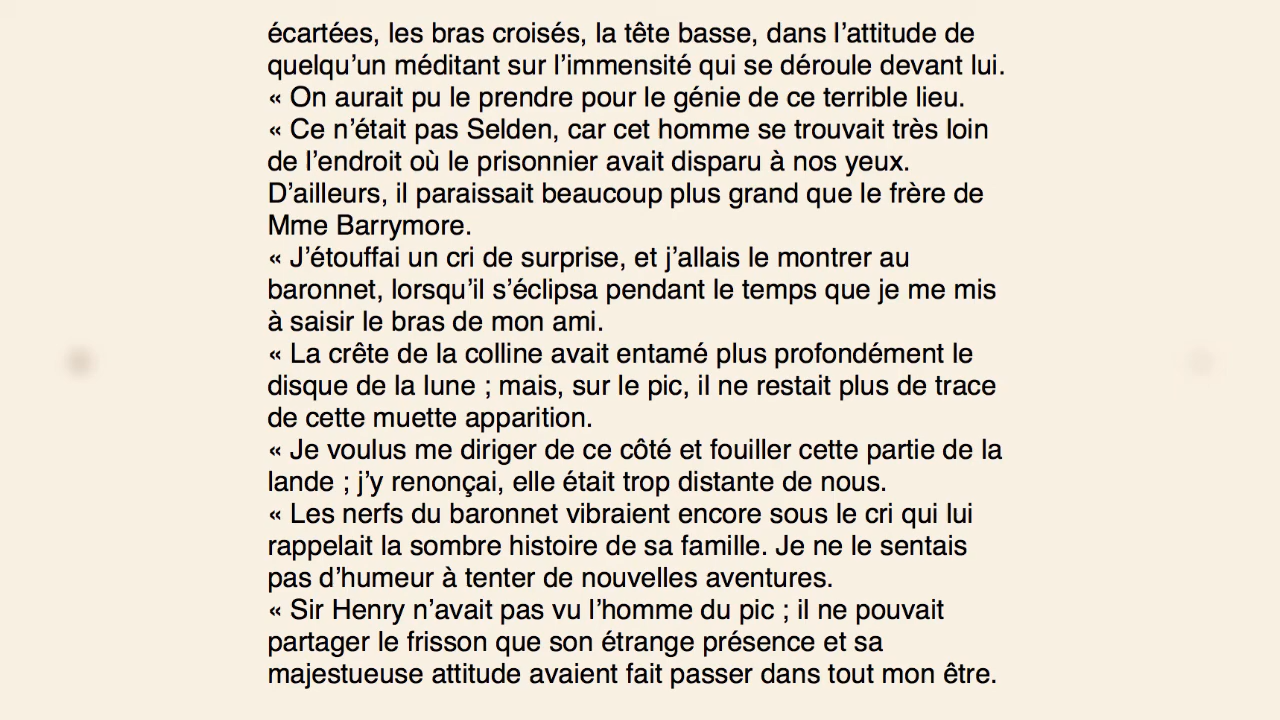 écartées, les bras croisés, la tête basse, dans l’attitude de
quelqu’un méditant sur l’immensité qui se déroule devant lui.
« On aurait pu le prendre pour le génie de ce terrible lieu.
« Ce n’était pas Selden, car cet homme se trouvait très loin
de l’endroit où le prisonnier avait disparu à nos yeux.
D’ailleurs, il paraissait beaucoup plus grand que le frère de
Mme Barrymore.
« J’étouffai un cri de surprise, et j’allais le montrer au
baronnet, lorsqu’il s’éclipsa pendant le temps que je me mis
à saisir le bras de mon ami.
« La crête de la colline avait entamé plus profondément le
disque de la lune ; mais, sur le pic, il ne restait plus de trace
de cette muette apparition.
« Je voulus me diriger de ce côté et fouiller cette partie de la
lande ; j’y renonçai, elle était trop distante de nous.
« Les nerfs du baronnet vibraient encore sous le cri qui lui
rappelait la sombre histoire de sa famille. Je ne le sentais
pas d’humeur à tenter de nouvelles aventures.
« Sir Henry n’avait pas vu l’homme du pic ; il ne pouvait
partager le frisson que son étrange présence et sa
majestueuse attitude avaient fait passer dans tout mon être.